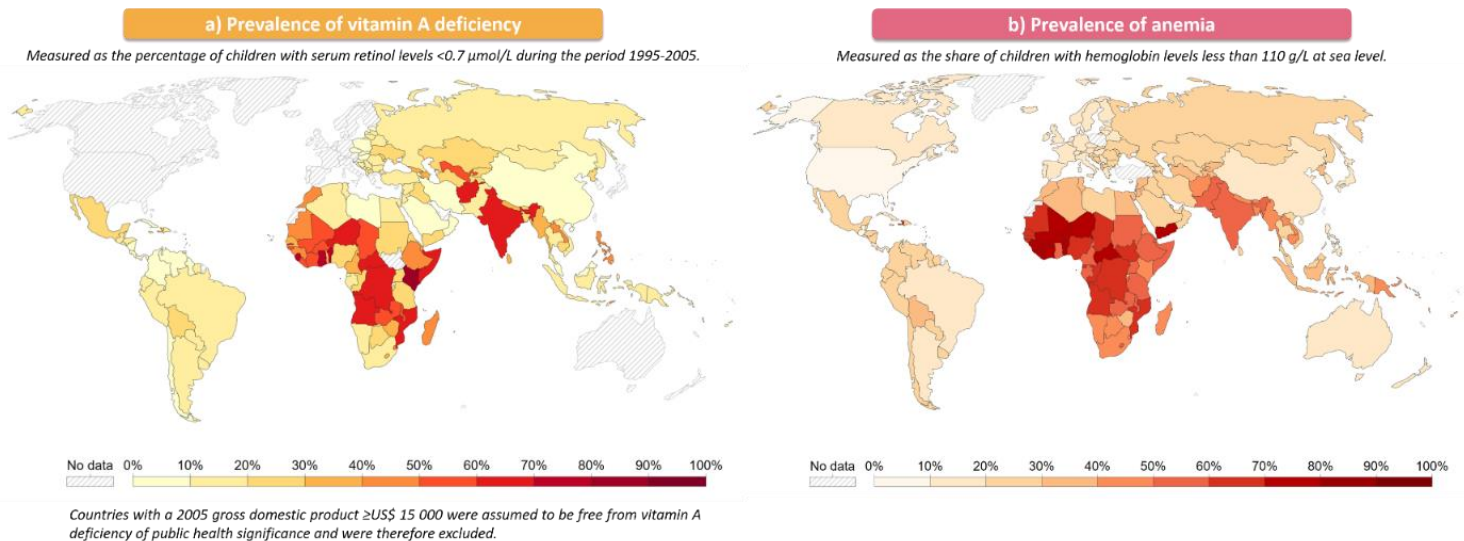 a) Prevalence of vitamin A deficiency
Measured as the percentage of children with serum retinol levels <0.7 μmol/L during the period 1995-2005.
No data 0% 10% 20% 30% 40% 50% 60% 70% 80% 90% 100%
Countries with a 2005 gross domestic product ≥US$ 15 000 were assumed to be free from vitamin A
deficiency of public health significance and were therefore excluded.
b) Prevalence of anemia
Measured as the share of children with hemoglobin levels less than 110 g/L at sea level.
No data 0% 10% 20% 30% 40% 50% 60% 70% 80% 90% 100%